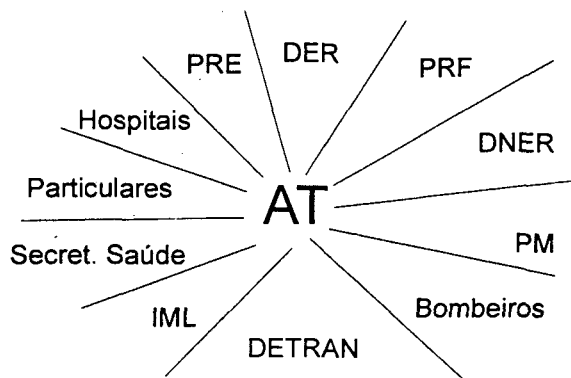 PRE
DER
PRF
Hospitais
DNER
Particulares
AT
Secret. Saúde
PM
IML
Bombeiros
DETRAN